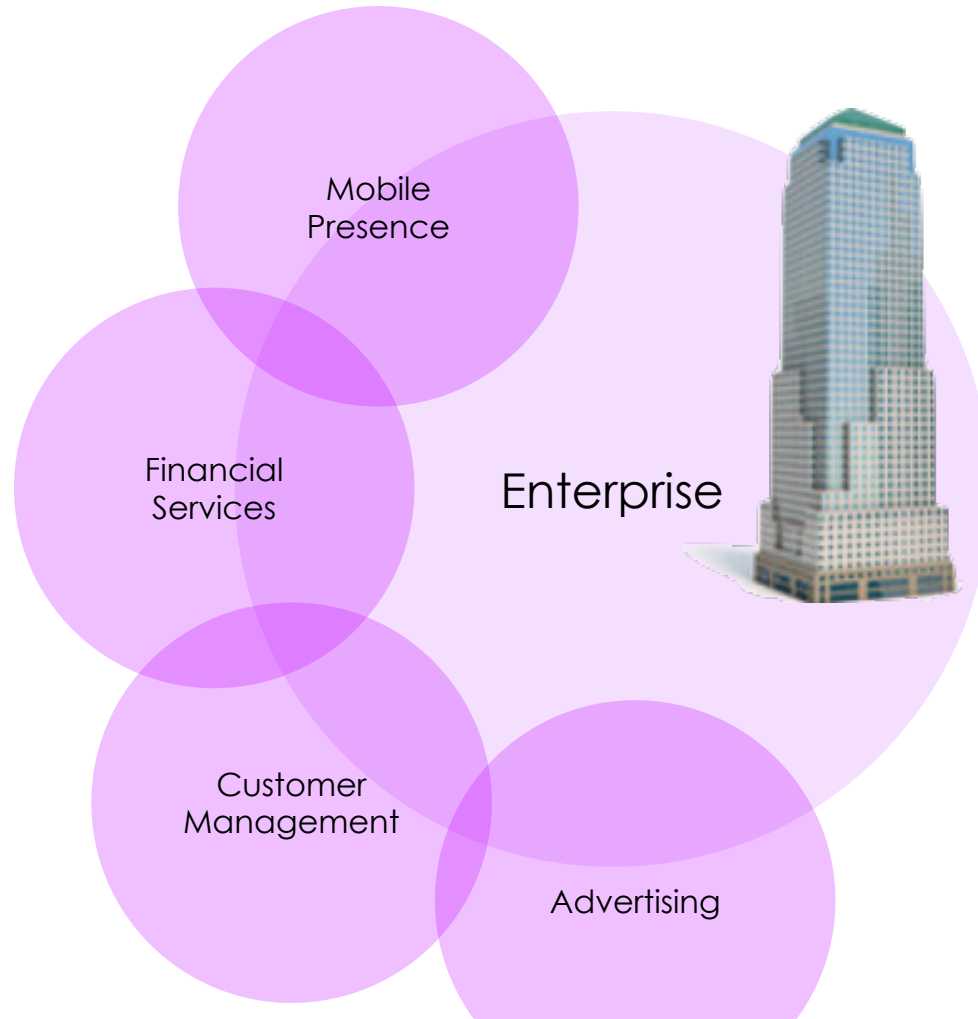 Mobile
Presence
Financial
Services
Enterprise
Customer
Management
Advertising